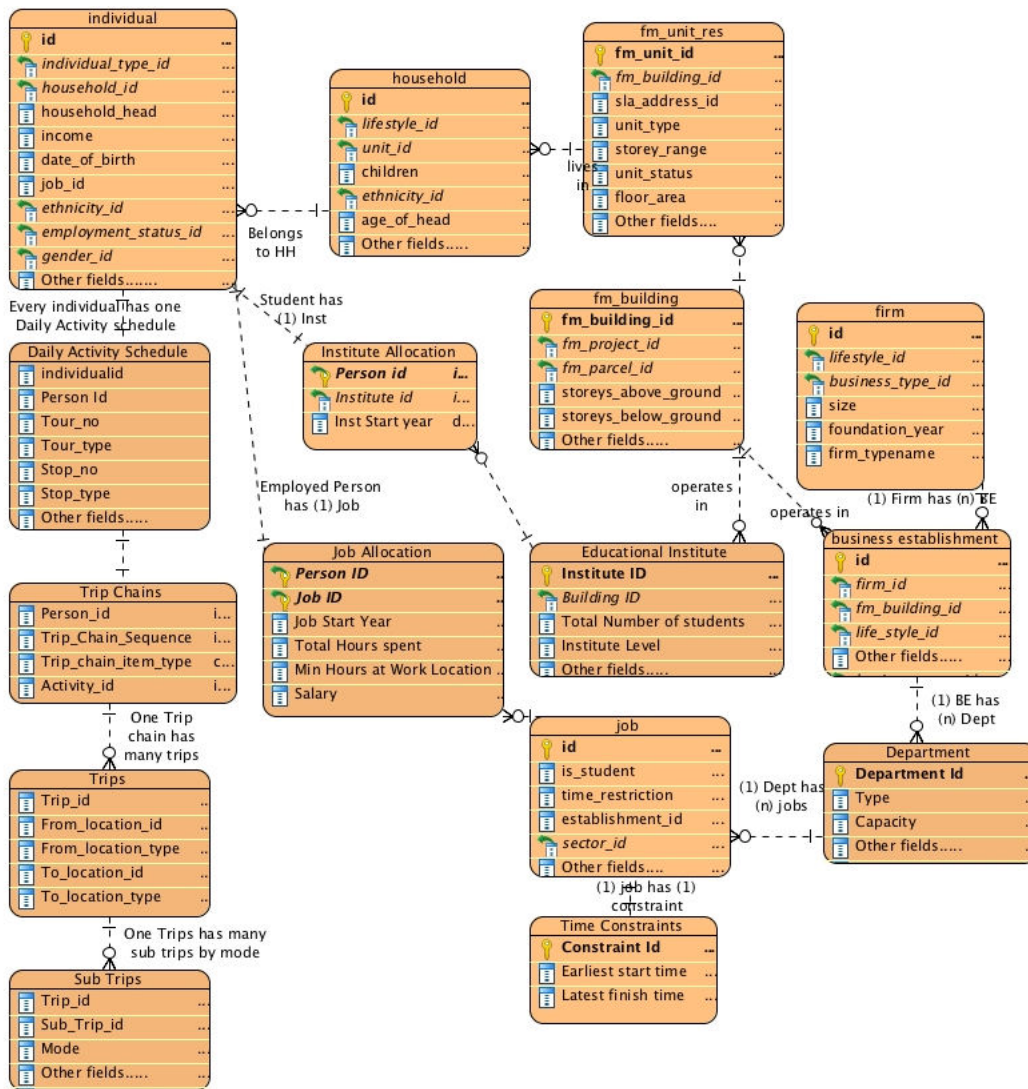 individual
id ...
individual_type_id ...
household_id ...
household_head ...
income ...
date_of_birth ...
job_id ...
ethnicity_id ...
employment_status_id ...
gender_id ...
Other fields....... ...
household
id ...
lifestyle_id ..
unit_id ...
children ...
ethnicity_id ...
age_of_head ...
Other fields..... ..
fm_unit_res
fm_unit_id ...
fm_building_id ..
sla_address_id ...
unit_type ...
storey_range ...
unit_status ...
floor_area ...
Other fields.... ..
lives
in
Belongs
to HH
Every individual has one
Daily Activity schedule
Student has
(1) Inst
Daily Activity Schedule
individualid ...
Person Id ...
Tour_no ...
Tour_type ...
Stop_no ...
Stop_type ...
Other fields..... ...
Institute Allocation
Person id i...
Institute id i...
Inst Start year d...
fm_building
fm_building_id ...
fm_project_id ..
fm_parcel_id ..
storeys_above_ground ..
storeys_below_ground ..
Other fields..... ..
firm
id ...
lifestyle_id ...
business_type_id ...
size ...
foundation_year ...
firm_typename ...
Employed Person
has (1) Job
operates
in
operates in
(1) Firm has (n) BE
business establishment
id ...
firm_id ...
fm_building_id ...
life_style_id ...
Other fields..... ...
Job Allocation
Person ID ..
Job ID ..
Job Start Year ..
Total Hours spent ..
Min Hours at Work Location ..
Salary ..
Educational Institute
Institute ID ...
Building ID ...
Total Number of students ...
Institute Level ...
Other fields..... ...
Trip Chains
Person_id i...
Trip_Chain_Sequence i...
Trip_chain_item_type c...
Activity_id i...
One Trip
chain has
many trips
(1) BE has
(n) Dept
job
id ...
is_student ...
time_restriction ...
establishment_id ...
sector_id ...
Other fields.... ...
(1) Dept has
(n) jobs
Department
Department Id ..
Type ..
Capacity ..
Other fields..... ..
Trips
Trip_id ..
From_location_id ..
From_location_type ..
To_location_id ..
To_location_type ..
(1) job has (1)
constraint
Time Constraints
Constraint Id ...
Earliest start time ...
Latest finish time ...
One Trips has many
sub trips by mode
Sub Trips
Trip_id ...
Sub_Trip_id ...
Mode ...
Other fields..... ...